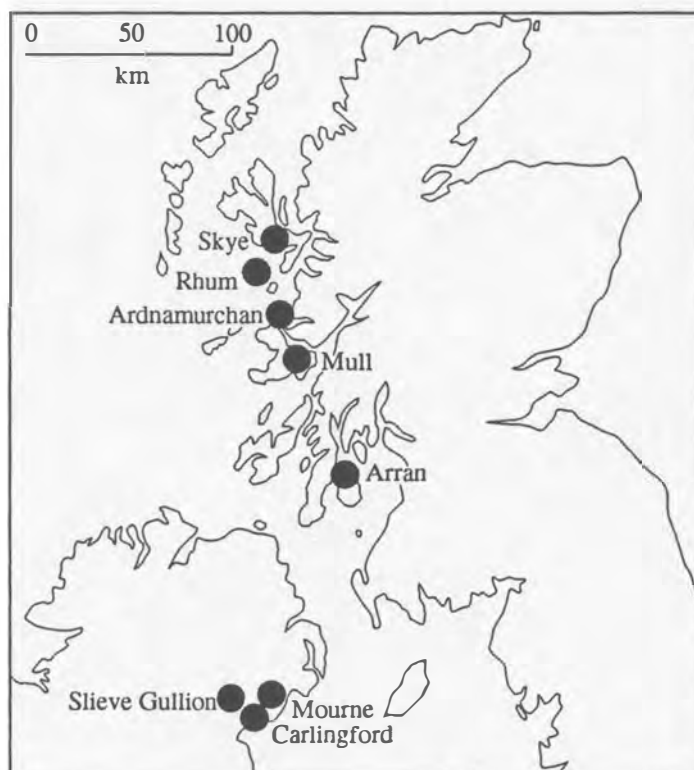 0 50 100
km
Skye
Rhum
Ardnamurchan
Mull
Arran
Slieve Gullion
Mourne
Carlingford